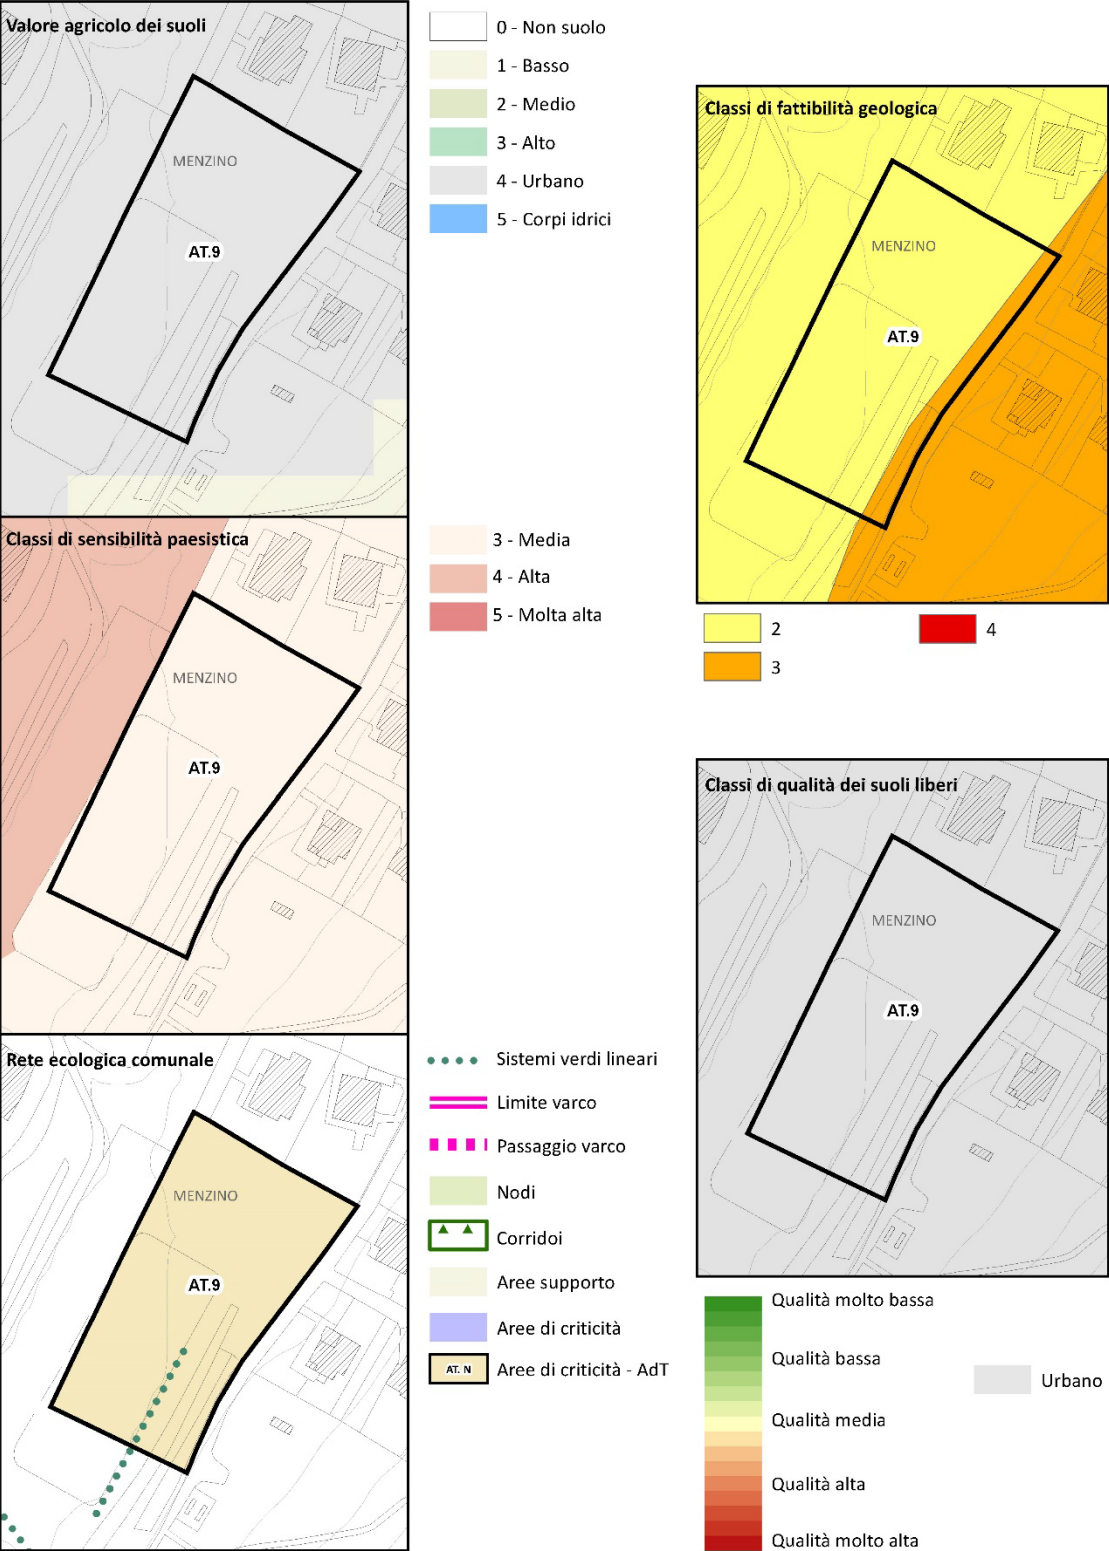 Valore agricolo dei suoli
MENZINO
AT.9
0 - Non suolo
1 - Basso
2 - Medio
3 - Alto
4 - Urbano
5 - Corpi idrici
Classi di fattibilità geologica
MENZINO
AT.9
2
3
4
Classi di sensibilità paesistica
MENZINO
AT.9
3 - Media
4 - Alta
5 - Molta alta
Classi di qualità dei suoli liberi
MENZINO
AT.9
Qualità molto bassa
Qualità bassa
Qualità media
Qualità alta
Qualità molto alta
Urbano
Rete ecologica comunale
MENZINO
AT.9
Sistemi verdi lineari
Limite varco
Passaggio varco
Nodi
Corridoi
Aree supporto
Aree di criticità
AT. N
Aree di criticità - AdT